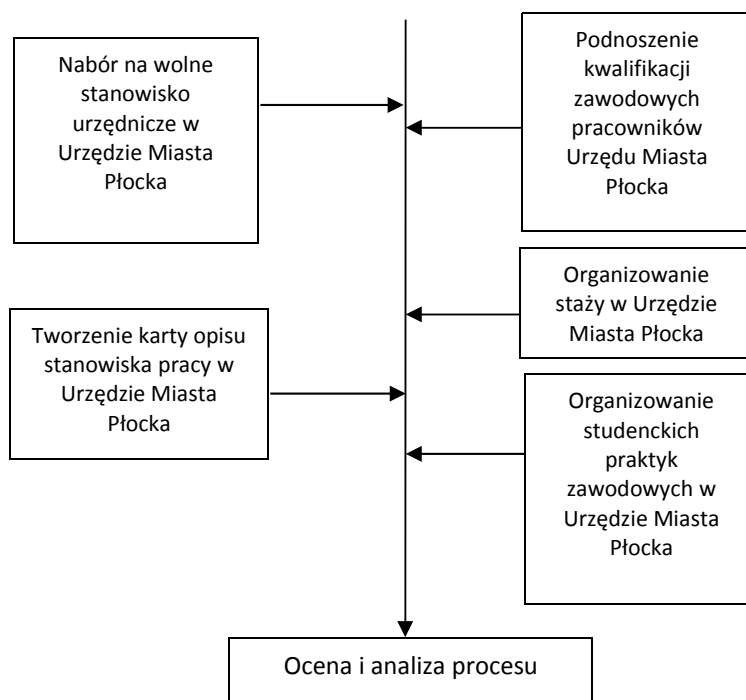 Nabór na wolne
stanowisko
urzędnicze w
Urzędzie Miasta
Płocka
Podnoszenie
kwalifikacji
zawodowych
pracowników
Urzędu Miasta
Płocka
Organizowanie
staży w Urzędzie
Miasta Płocka
Tworzenie karty opisu
stanowiska pracy w
Urzędzie Miasta
Płocka
Organizowanie
studenckich
praktyk
zawodowych w
Urzędzie Miasta
Płocka
Ocena i analiza procesu